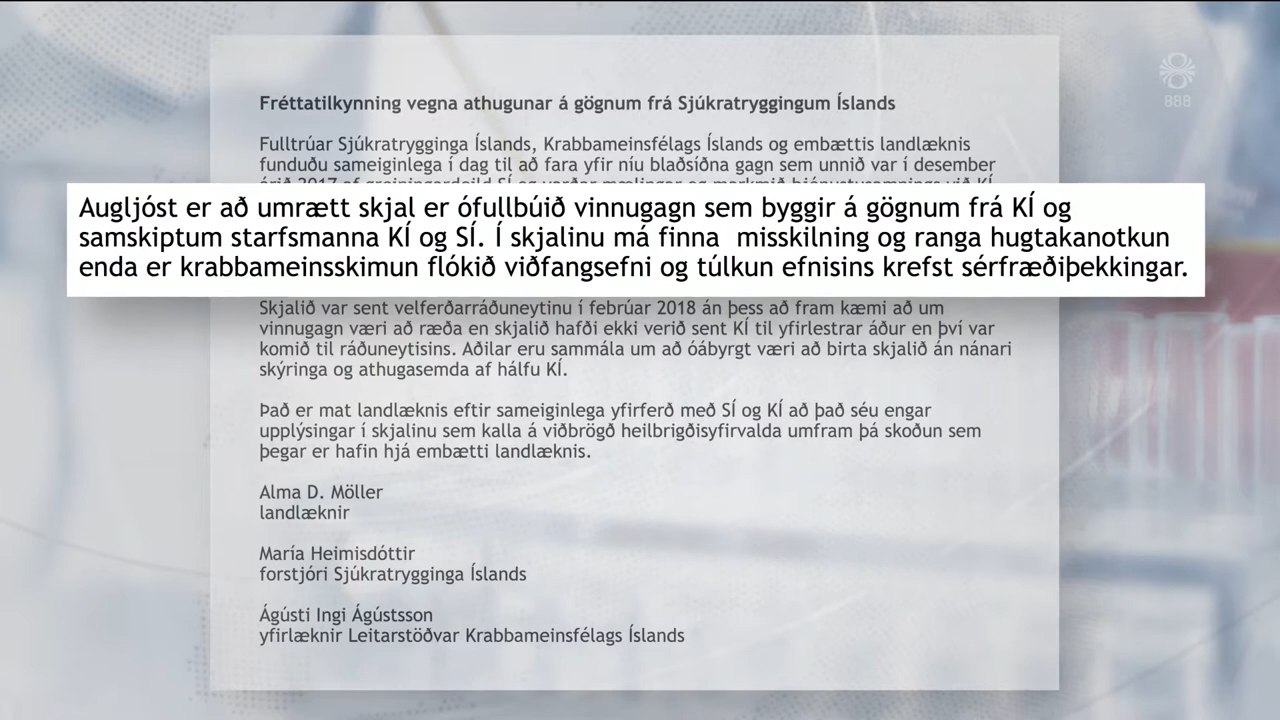 888
Fréttatilkynning vegna athugunar á gögnum frá Sjúkratryggingum Íslands
Fulltrúar Sjúkratrygginga Íslands, Krabbameinsfélags Íslands og embættis landlæknis
funduðu sameiginlega í dag til að fara yfir níu blaðsíðna gagn sem unnið var í desember
Augljóst er að umrætt skjal er ófullbúið vinnugagn sem byggir á gögnum frá KÍ og
samskiptum starfsmanna KÍ og SÍ. Í skjalinu má finna misskilning og ranga hugtakanotkun
enda er krabbameinsskimun flókið viðfangsefni og túlkun efnisins krefst sérfræðiþekkingar.
Skjalið var sent velferðarráðuneytinu í febrúar 2018 án þess að fram kæmi að um
vinnugagn væri að ræða en skjalið hafði ekki verið sent KÍ til yfirlestrar áður en því var
komið til ráðuneytisins. Aðilar eru sammála um að óábyrgt væri að birta skjalið án nánari
skýringa og athugasemda af hálfu KÍ.
Það er mat landlæknis eftir sameiginlega yfirferð með SÍ og KÍ að það séu engar
upplýsingar í skjalinu sem kalla á viðbrögð heilbrigðisyfirvalda umfram þá skoðun sem
þegar er hafin hjá embætti landlæknis.
Alma D. Möller
landlæknir
María Heimisdóttir
forstjóri Sjúkratrygginga Íslands
Ágústi Ingi Ágústsson
yfirlæknir Leitarstöðvar Krabbameinsfélags Íslands